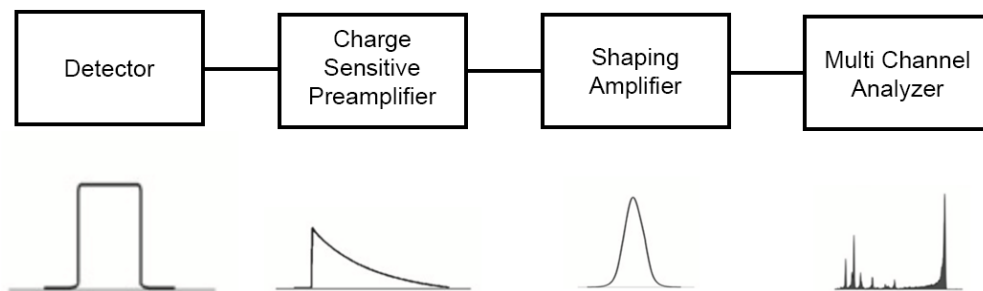 Detector
Charge
Sensitive
Preamplifier
Shaping
Amplifier
Multi Channel
Analyzer